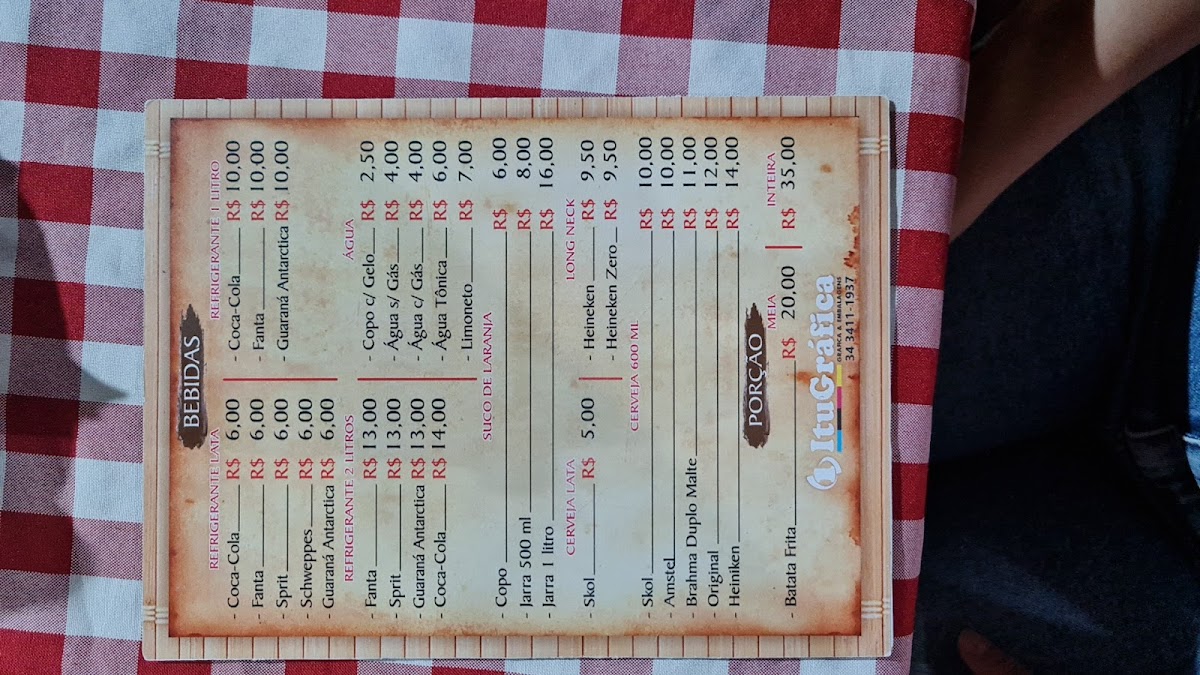 BEBIDAS
REFRIGERANTE LATA
- Coca-Cola R$ 6,00
- Fanta R$ 6,00
- Sprit R$ 6,00
- Schweppes R$ 6,00
- Guaraná Antarctica R$ 6,00
REFRIGERANTE 1 LITRO
- Coca-Cola R$ 10,00
- Fanta R$ 10,00
- Guaraná Antarctica R$ 10,00
REFRIGERANTE 2 LITROS
- Fanta R$ 13,00
- Sprit R$ 13,00
- Guaraná Antarctica R$ 13,00
- Coca-Cola R$ 14,00
ÁGUA
- Copo c/ Gelo R$ 2,50
- Água s/ Gás R$ 4,00
- Água c/ Gás R$ 4,00
- Água Tônica R$ 6,00
- Limoneto R$ 7,00
SUCO DE LARANJA
- Copo R$ 6,00
- Jarra 500 ml R$ 8,00
- Jarra 1 litro R$ 16,00
CERVEJA LATA
- Skol R$ 5,00
LONG NECK
- Heineken R$ 9,50
- Heineken Zero R$ 9,50
CERVEJA 600 ML
- Skol R$ 10,00
- Amstel R$ 10,00
- Brahma Duplo Malte R$ 11,00
- Original R$ 12,00
- Heiniken R$ 14,00
PORÇÃO
MEIA INTEIRA
- Batata Frita R$ 20,00 R$ 35,00
ItuGráfica
GRÁFICA & EMBALAGENS
34 3411-1937